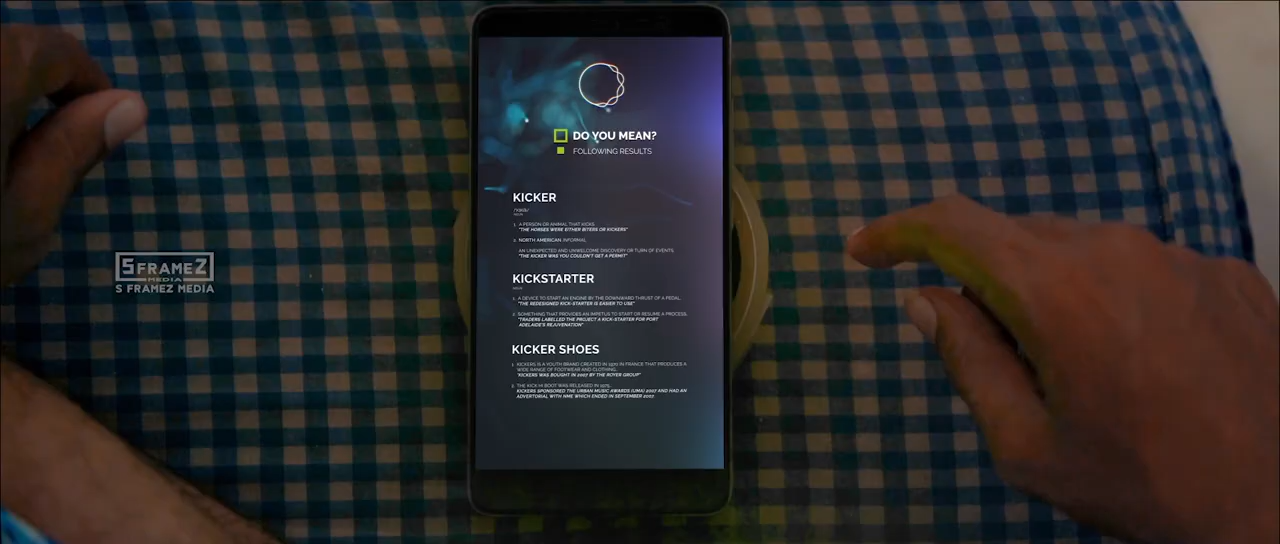 DO YOU MEAN?
FOLLOWING RESULTS
KICKER
NOUN
1. A PERSON OR ANIMAL THAT KICKS.
"THE HORSES WERE EITHER BITERS OR KICKERS"
2. NORTH AMERICAN INFORMAL
AN UNEXPECTED AND UNWELCOME DISCOVERY OR TURN OF EVENTS.
"THE KICKER WAS YOU COULDN'T GET A PERMIT"
KICKSTARTER
NOUN
1. A DEVICE TO START AN ENGINE BY THE DOWNWARD THRUST OF A PEDAL.
"THE REDESIGNED KICK-STARTER IS EASIER TO USE"
2. SOMETHING THAT PROVIDES AN IMPETUS TO START OR RESUME A PROCESS.
"TRADERS LABELLED THE PROJECT A KICK-STARTER FOR PORT
ADELAIDE'S REJUVENATION"
KICKER SHOES
1. KICKERS IS A YOUTH BRAND CREATED IN 1970 IN FRANCE THAT PRODUCES A
WIDE RANGE OF FOOTWEAR AND CLOTHING.
"KICKERS WAS BOUGHT IN 2007 BY THE ROYER GROUP"
2. THE KICK HI BOOT WAS RELEASED IN 1975.
KICKERS SPONSORED THE URBAN MUSIC AWARDS (UMA) 2007 AND HAD AN
ADVERTORIAL WITH NME WHICH ENDED IN SEPTEMBER 2007.
S FRAMEZ
MEDIA
S FRAMEZ MEDIA